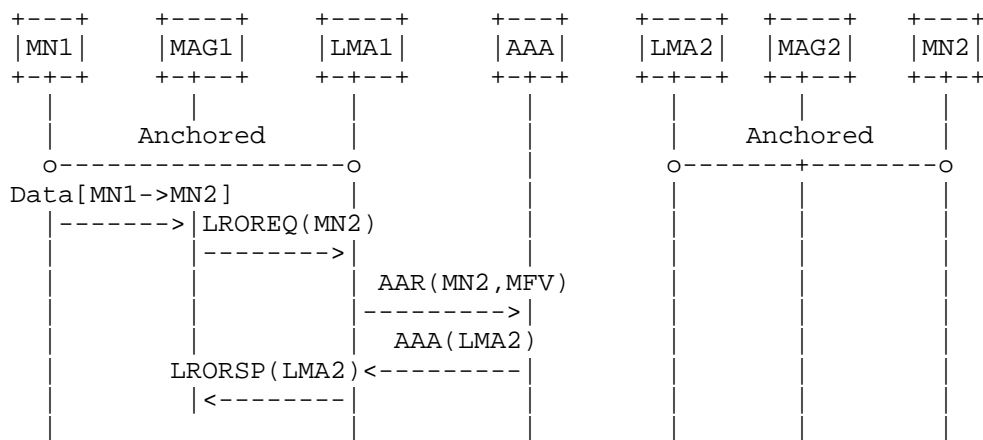 MN1 MAG1 LMA1 AAA LMA2 MAG2 MN2
Anchored Anchored
Data[MN1->MN2]
LROREQ(MN2)
AAR(MN2,MFV)
AAA(LMA2)
LRORSP(LMA2)